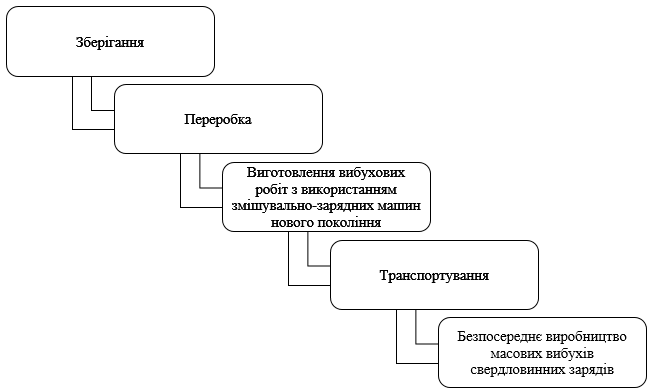 Зберігання
Переробка
Виготовлення вибухових
робіт з використанням
змішувально-зарядних машин
нового покоління
Транспортування
Безпосереднє виробництво
масових вибухів
свердловинних зарядів